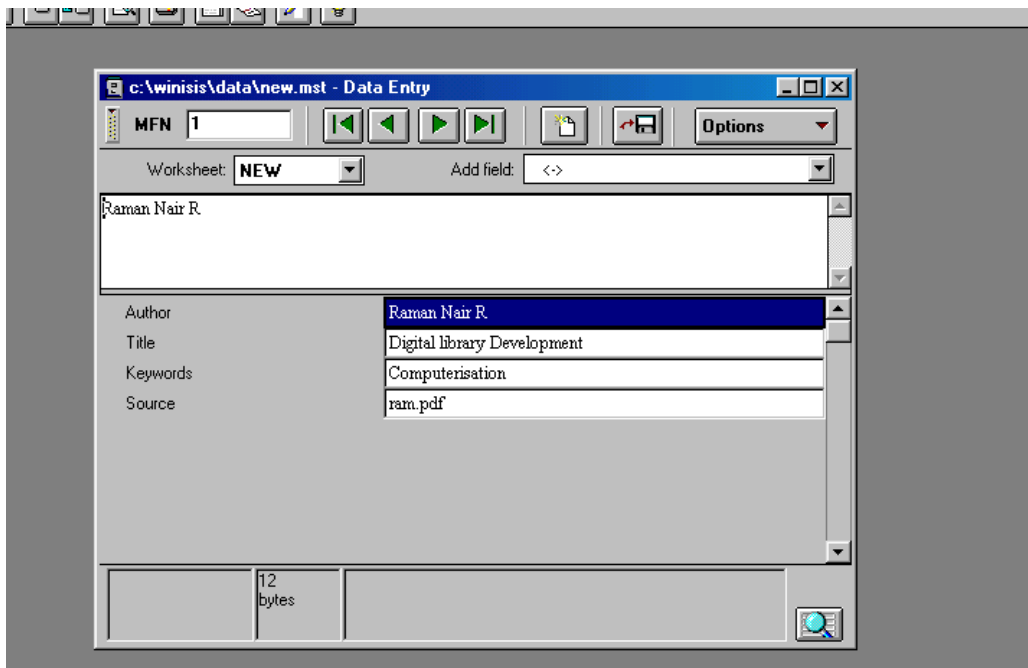 c:\winisis\data\new.mst - Data Entry
MFN 1 Options
Worksheet: NEW Add field: <->
Raman Nair R
Author Raman Nair R
Title Digital library Development
Keywords Computerisation
Source ram.pdf
12
bytes